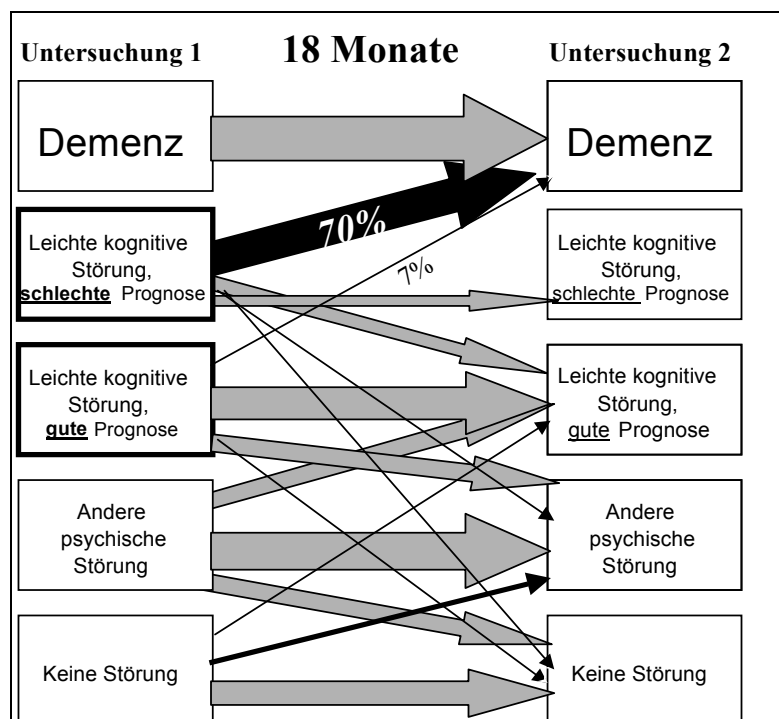 Untersuchung 1
18 Monate
Untersuchung 2
Demenz
Demenz
70%
7%
Leichte kognitive
Störung,
schlechte Prognose
Leichte kognitive
Störung,
schlechte Prognose
Leichte kognitive
Störung,
gute Prognose
Leichte kognitive
Störung,
gute Prognose
Andere
psychische
Störung
Andere
psychische
Störung
Keine Störung
Keine Störung